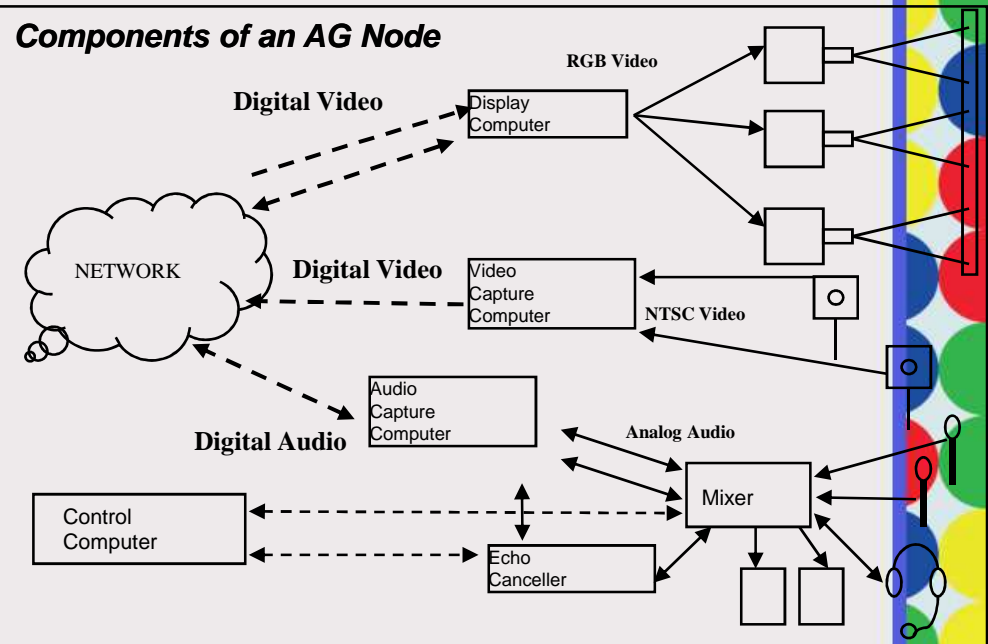 Components of an AG Node
RGB Video
Digital Video
Display
Computer
NETWORK
Digital Video
Video
Capture
Computer
NTSC Video
Audio
Capture
Computer
Digital Audio
Analog Audio
Mixer
Control
Computer
Echo
Canceller